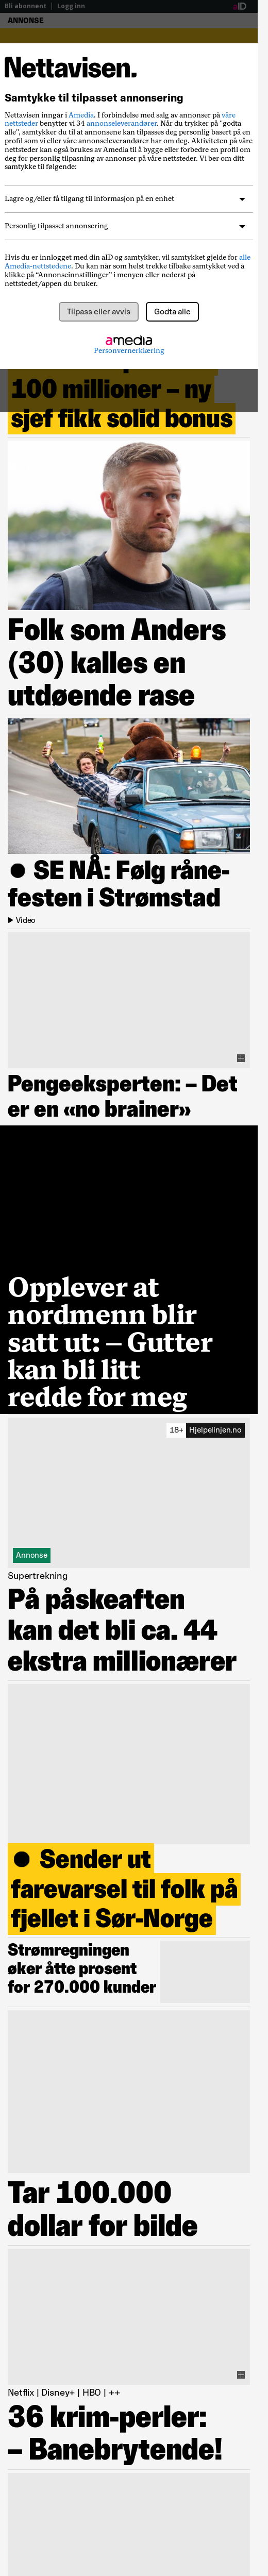 Bli abonnent | Logg inn
aID
ANNONSE
Nettavisen.
Samtykke til tilpasset annonsering
Nettavisen inngår i Amedia. I forbindelse med salg av annonser på våre
nettsteder benytter vi 34 annonseleverandører. Når du trykker på "godta
alle", samtykker du til at annonsene kan tilpasses deg personlig basert på en
profil som vi eller våre annonseleverandører har om deg. Aktiviteten på våre
nettsteder kan også brukes av Amedia til å bygge eller forbedre en profil om
deg for personlig tilpasning av annonser på våre nettsteder. Vi ber om ditt
samtykke til følgende:
Lagre og/eller få tilgang til informasjon på en enhet
Personlig tilpasset annonsering
Hvis du er innlogget med din aID og samtykker, vil samtykket gjelde for alle
Amedia-nettstedene. Du kan når som helst trekke tilbake samtykket ved å
klikke på “Annonseinnstillinger” i menyen eller nederst på
nettstedet/appen du bruker.
Tilpass eller avvis
Godta alle
amedia
Personvernerklæring
100 millioner – ny
sjef fikk solid bonus
Folk som Anders
(30) kalles en
utdøende rase
● SE NÅ: Følg råne-
festen i Strømstad
Video
Pengeeksperten: – Det
er en «no brainer»
Opplever at
nordmenn blir
satt ut: – Gutter
kan bli litt
redde for meg
18+ Hjelpelinjen.no
Annonse
Supertrekning
På påskeaften
kan det bli ca. 44
ekstra millionærer
● Sender ut
farevarsel til folk på
fjellet i Sør-Norge
Strømregningen
øker åtte prosent
for 270.000 kunder
Tar 100.000
dollar for bilde
Netflix | Disney+ | HBO | ++
36 krim-perler:
– Banebrytende!